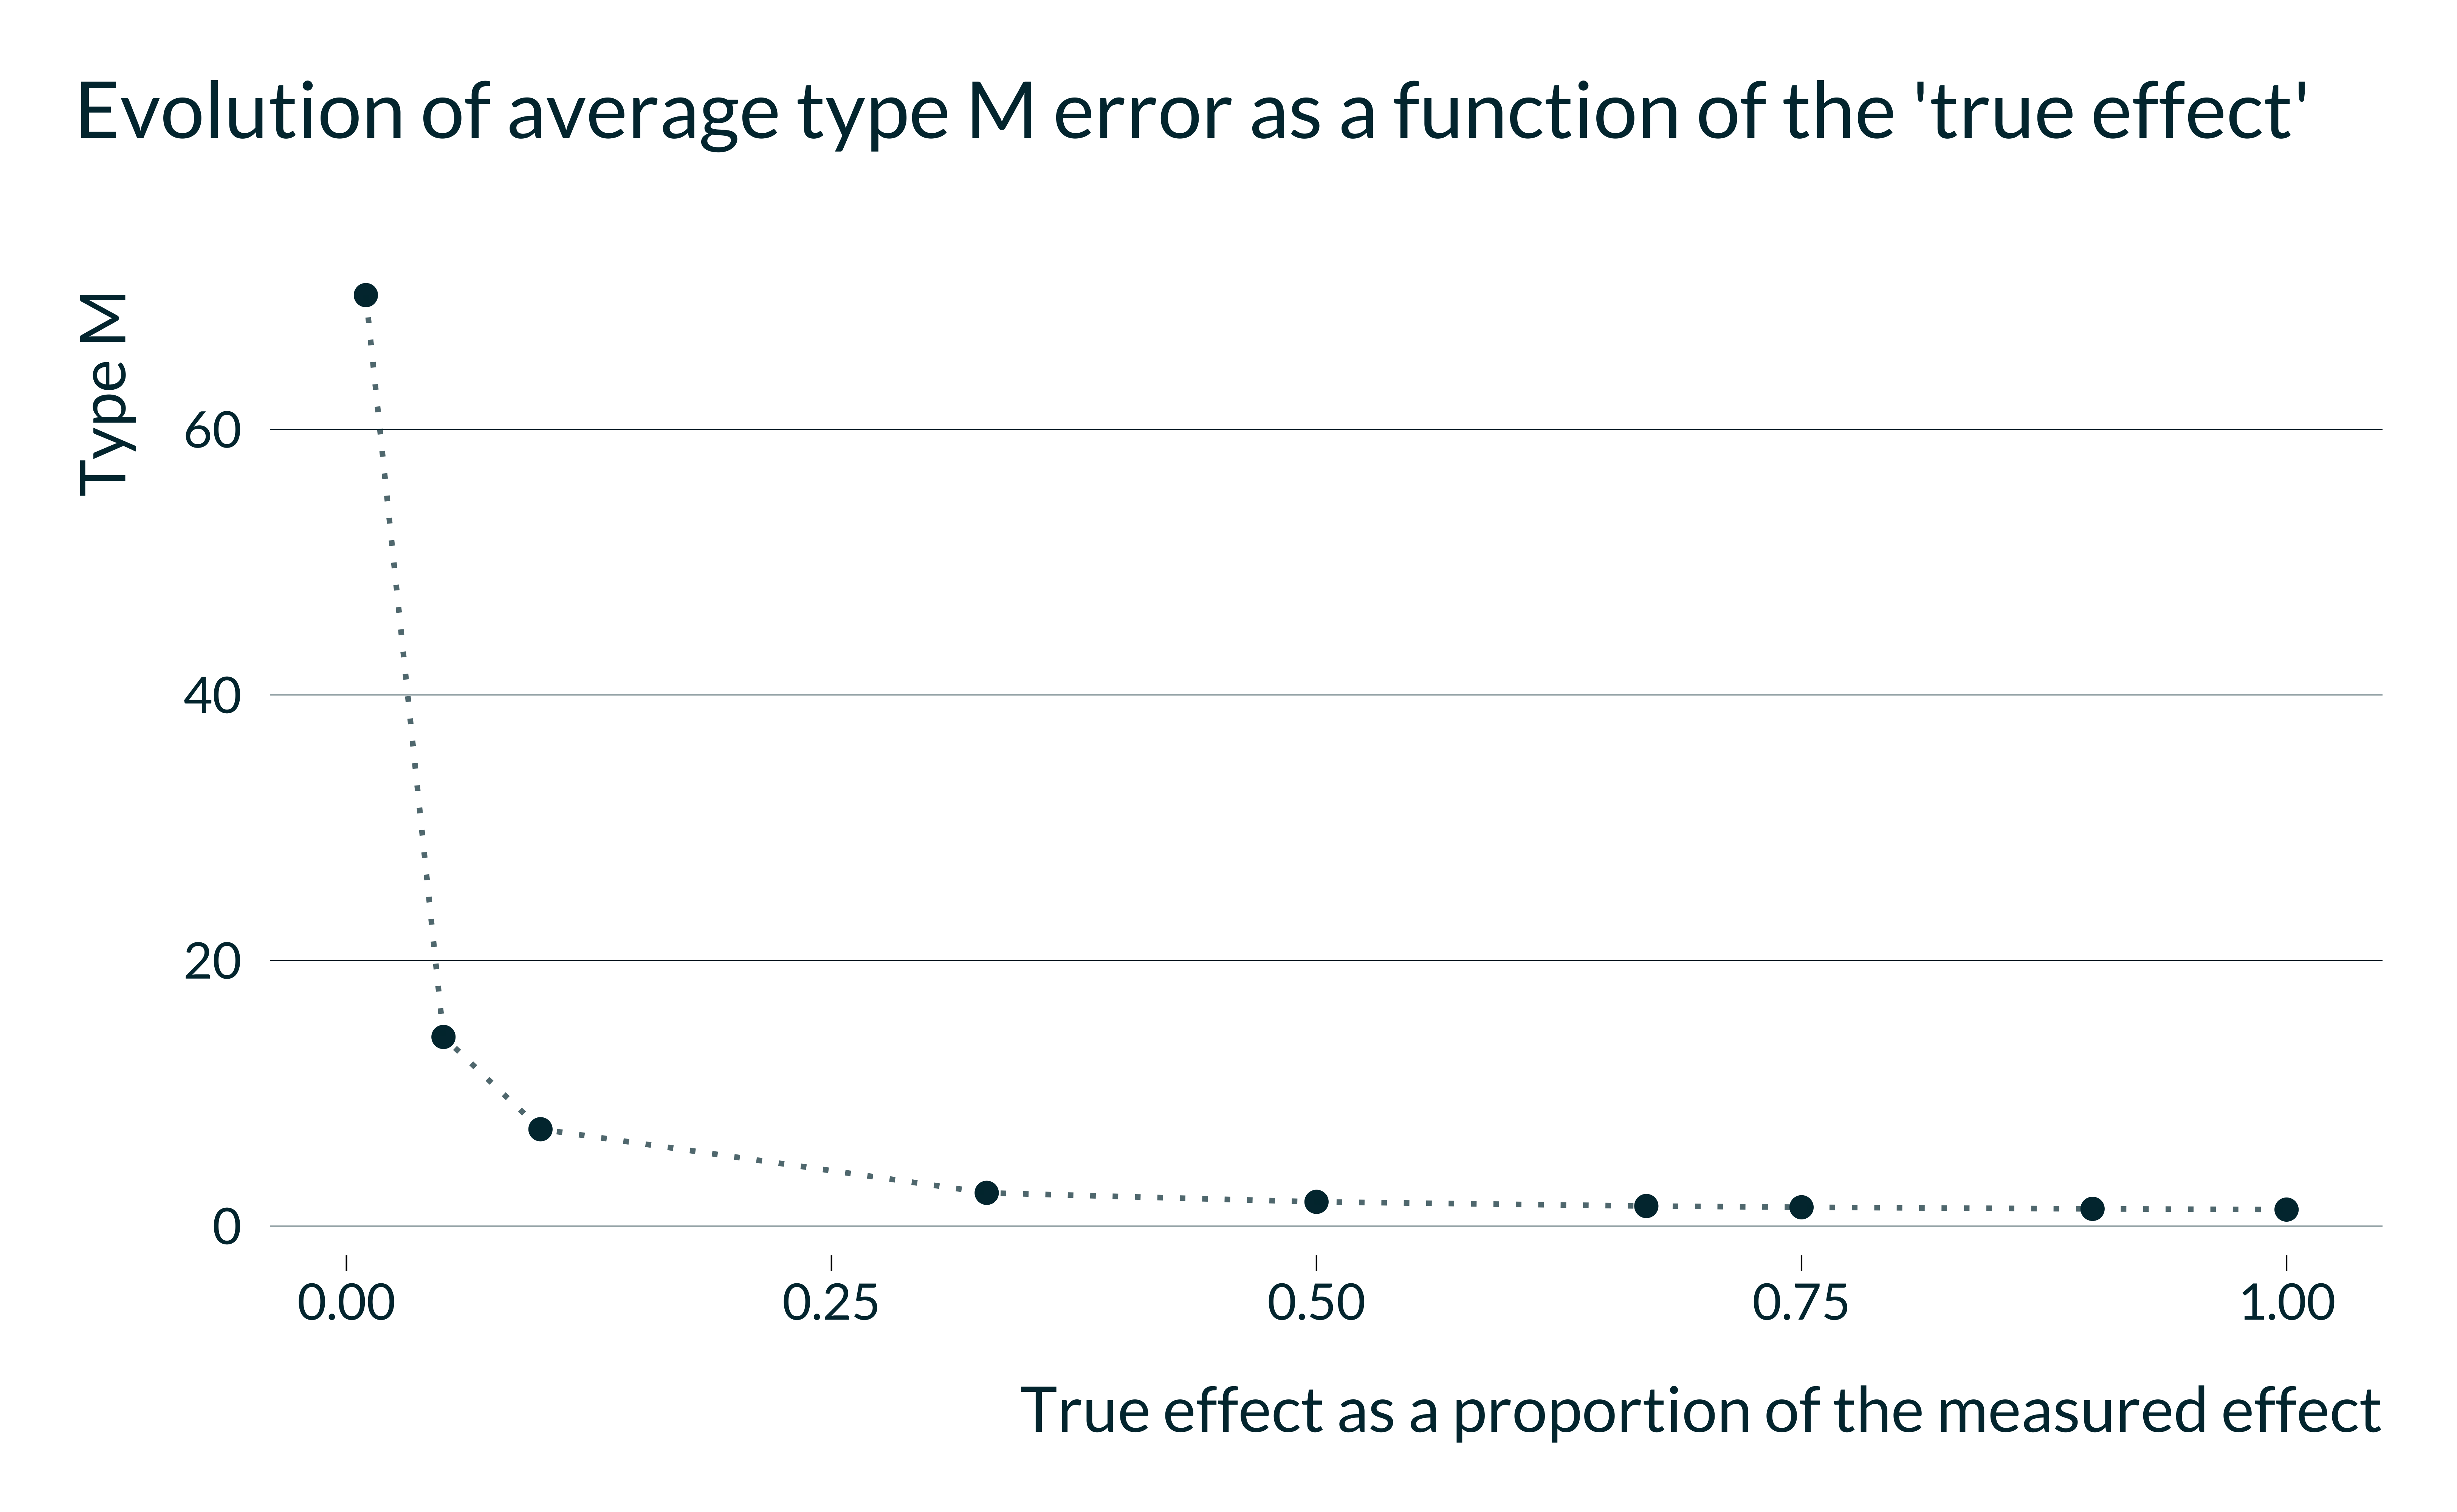 Evolution of average type M error as a function of the 'true effect'
Type M
60
40
20
0
0.00 0.25 0.50 0.75 1.00
True effect as a proportion of the measured effect